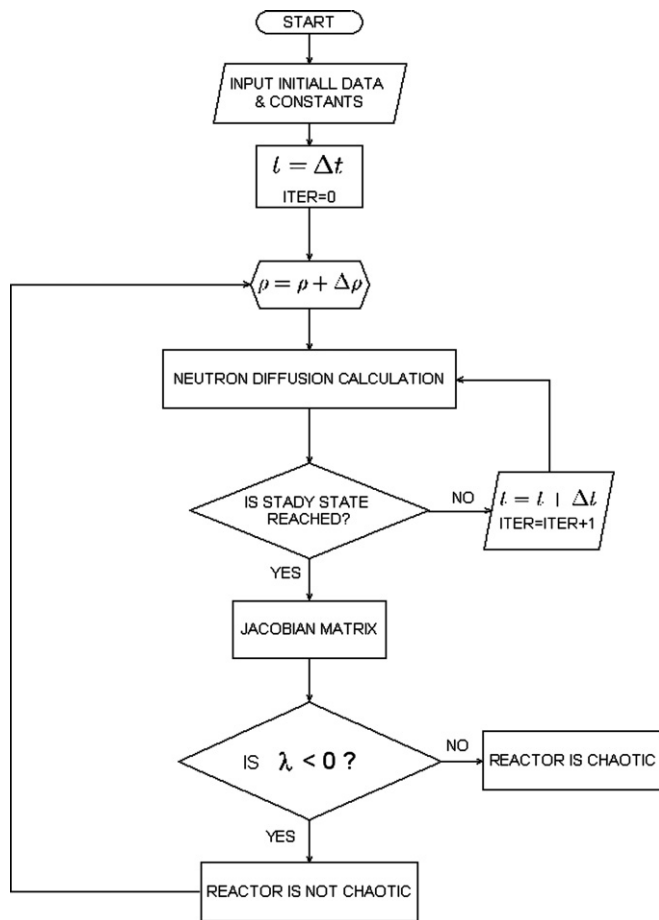 START
INPUT INITIALL DATA
& CONSTANTS
t = Δt
ITER=0
ρ = ρ + Δρ
NEUTRON DIFFUSION CALCULATION
IS STADY STATE
REACHED?
NO
t = t + Δt
ITER=ITER+1
YES
JACOBIAN MATRIX
IS λ < 0 ?
NO
REACTOR IS CHAOTIC
YES
REACTOR IS NOT CHAOTIC